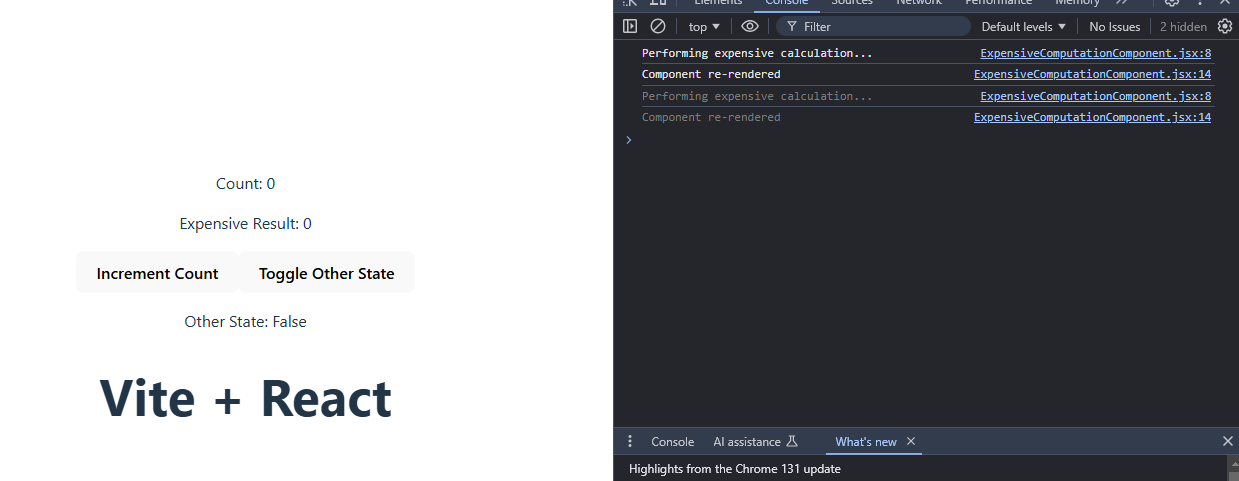 Elements Console Sources Network Performance Memory
top Filter Default levels No Issues 2 hidden
Performing expensive calculation... ExpensiveComputationComponent.jsx:8
Component re-rendered ExpensiveComputationComponent.jsx:14
Performing expensive calculation... ExpensiveComputationComponent.jsx:8
Component re-rendered ExpensiveComputationComponent.jsx:14
Count: 0
Expensive Result: 0
Increment Count Toggle Other State
Other State: False
Vite + React
Console AI assistance What's new
Highlights from the Chrome 131 update